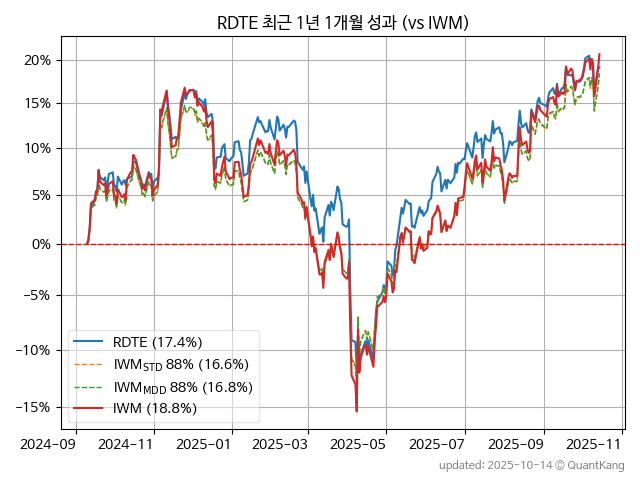 RDTE 최근 1년 1개월 성과 (vs IWM)
20%
15%
10%
5%
0%
−5%
−10%
−15%
RDTE (17.4%)
IWM_STD 88% (16.6%)
IWM_MDD 88% (16.8%)
IWM (18.8%)
2024-09 2024-11 2025-01 2025-03 2025-05 2025-07 2025-09 2025-11
updated: 2025-10-14 © QuantKang